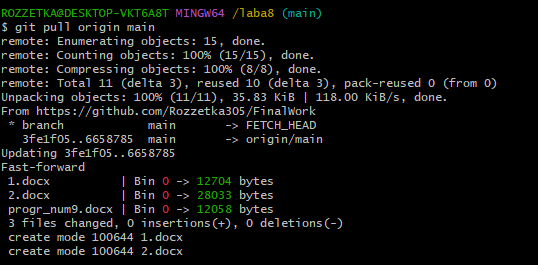 ROZZETKA@DESKTOP-VKT6A8T MINGW64 /laba8 (main)
$ git pull origin main
remote: Enumerating objects: 15, done.
remote: Counting objects: 100% (15/15), done.
remote: Compressing objects: 100% (8/8), done.
remote: Total 11 (delta 3), reused 10 (delta 3), pack-reused 0 (from 0)
Unpacking objects: 100% (11/11), 35.83 KiB | 118.00 KiB/s, done.
From https://github.com/Rozzetka305/FinalWork
 * branch            main       -> FETCH_HEAD
   3fe1f05..6658785  main       -> origin/main
Updating 3fe1f05..6658785
Fast-forward
 1.docx          | Bin 0 -> 12704 bytes
 2.docx          | Bin 0 -> 28033 bytes
 progr_num9.docx | Bin 0 -> 12058 bytes
 3 files changed, 0 insertions(+), 0 deletions(-)
 create mode 100644 1.docx
 create mode 100644 2.docx